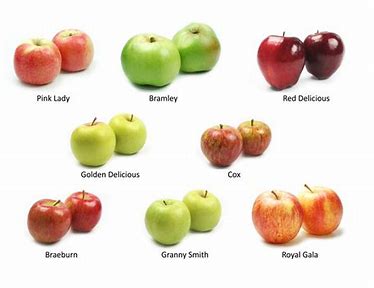 Pink Lady
Bramley
Red Delicious
Golden Delicious
Cox
Braeburn
Granny Smith
Royal Gala